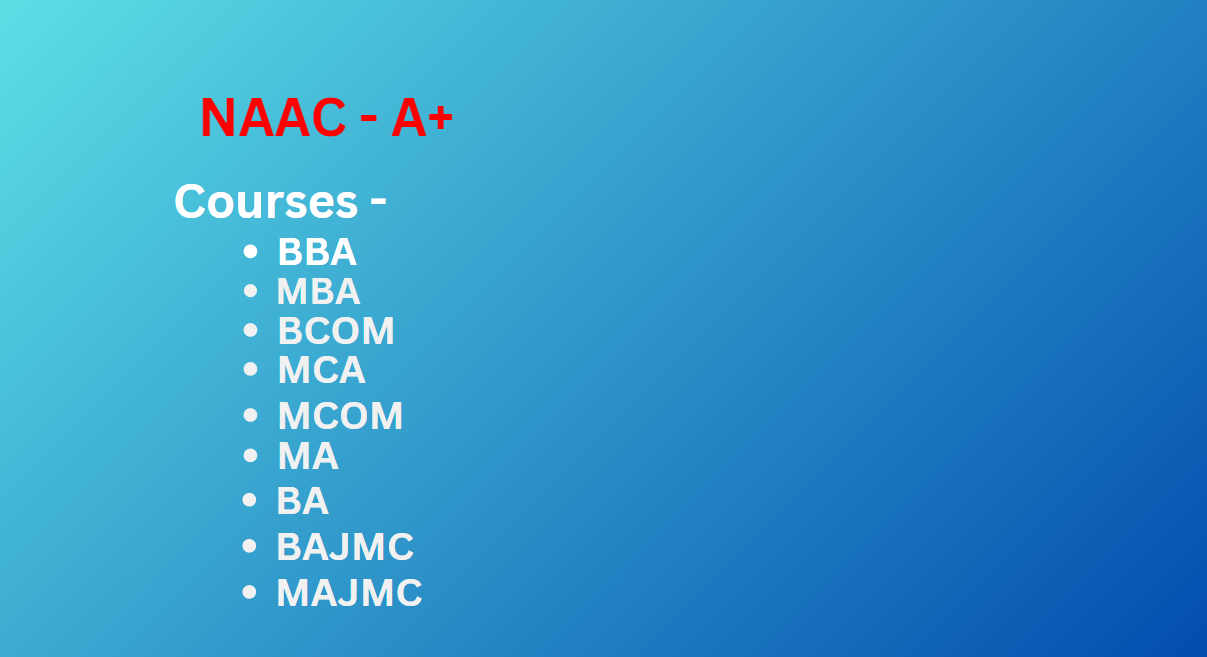 NAAC - A+
Courses -
• BBA
• MBA
• BCOM
• MCA
• MCOM
• MA
• BA
• BAJMC
• MAJMC